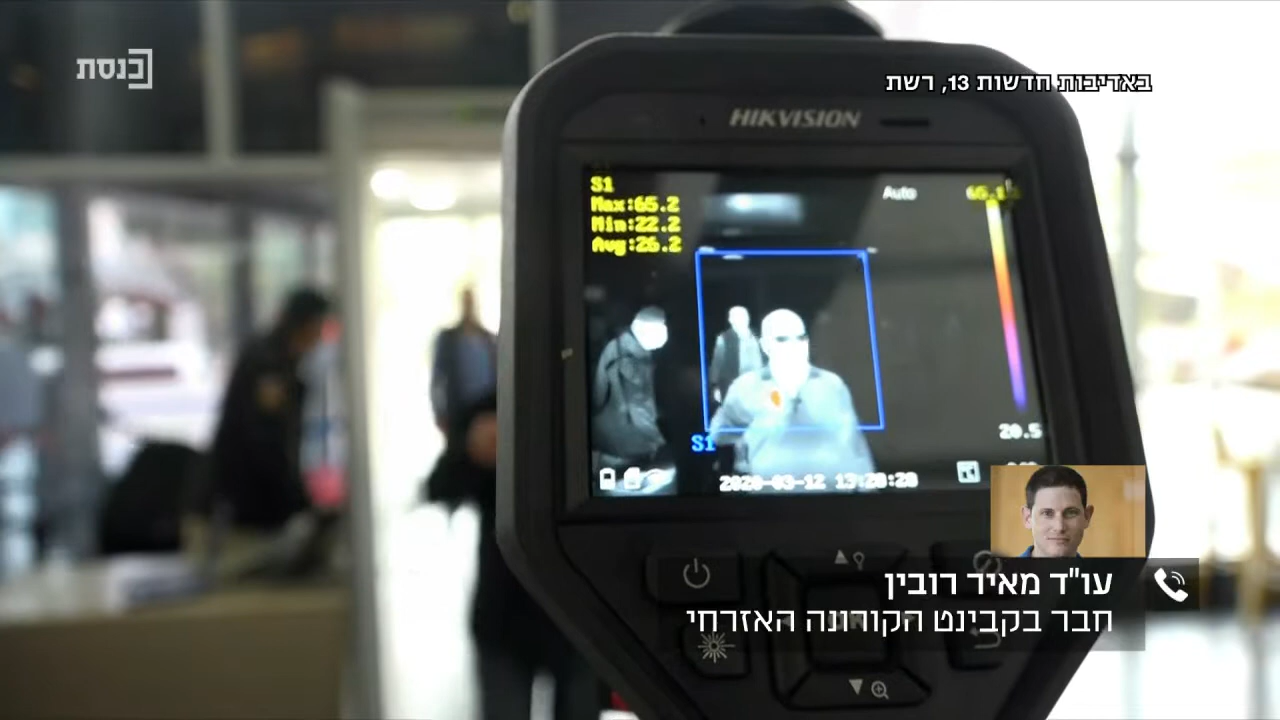 כנסת
באדיבות חדשות 13, רשת
HIKVISION
S1
Max:65.2
Min:22.2
Avg:26.2
Auto
20.5
S1
2020-03-12 13:28:28
עו"ד מאיר רובין
חבר בקבינט הקורונה האזרחי